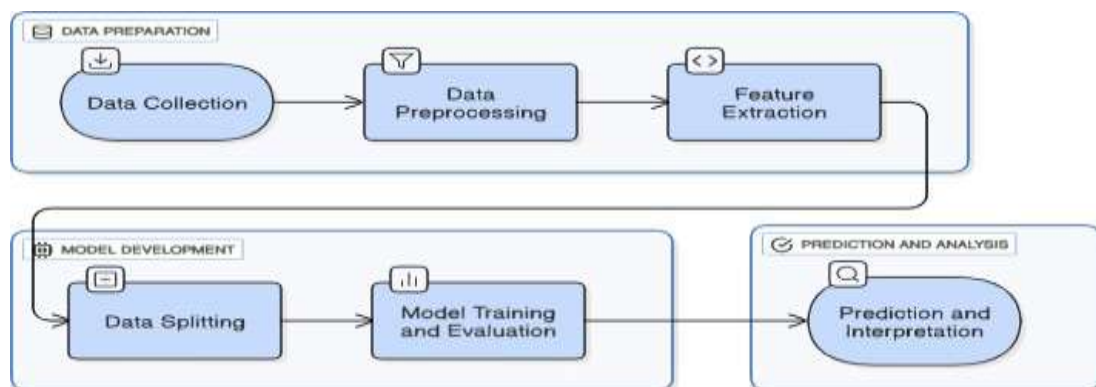 DATA PREPARATION
Data Collection
Data
Preprocessing
Feature
Extraction
MODEL DEVELOPMENT
Data Splitting
Model Training
and Evaluation
PREDICTION AND ANALYSIS
Prediction and
Interpretation